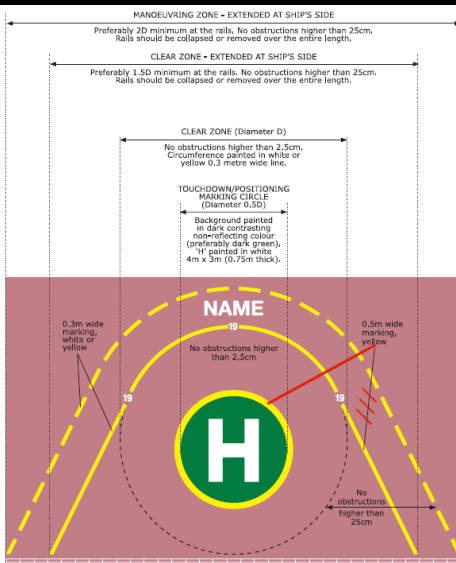 MANOEUVRING ZONE - EXTENDED AT SHIP'S SIDE
Preferably 2D minimum at the rails. No obstructions higher than 25cm.
Rails should be collapsed or removed over the entire length.
CLEAR ZONE - EXTENDED AT SHIP'S SIDE
Preferably 1.5D minimum at the rails. No obstructions higher than 25cm.
Rails should be collapsed or removed over the entire length.
CLEAR ZONE (Diameter D)
No obstructions higher than 2,5cm,
Circumference painted in white or
yellow 0.3 metre wide line.
TOUCHDOWN/POSITIONING
MARKING CIRCLE
(Diameter 0.5D)
Background painted
in dark contrasting
non-reflecting colour
(preferably dark green).
'H' painted in white
4m x 3m (0.75m thick).
NAME
19
0.3m wide
marking,
white or
yellow
0.5m wide
marking,
yellow
No obstructions higher
than 2,5cm
19
19
H
No
obstructions
higher than
25cm